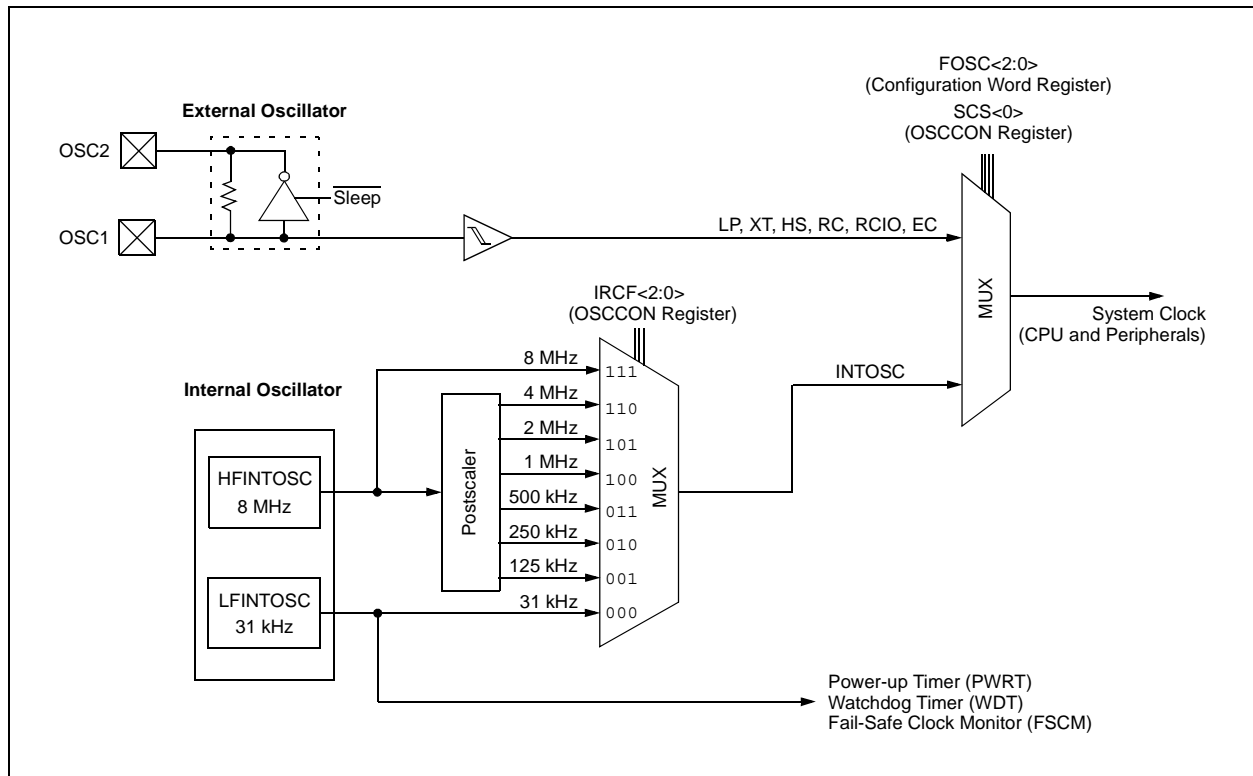 FOSC<2:0>
(Configuration Word Register)
SCS<0>
(OSCCON Register)
External Oscillator
OSC2
Sleep
OSC1
LP, XT, HS, RC, RCIO, EC
MUX
System Clock
(CPU and Peripherals)
IRCF<2:0>
(OSCCON Register)
INTOSC
Internal Oscillator
HFINTOSC
8 MHz
LFINTOSC
31 kHz
Postscaler
8 MHz
4 MHz
2 MHz
1 MHz
500 kHz
250 kHz
125 kHz
31 kHz
111
110
101
100
011
010
001
000
MUX
Power-up Timer (PWRT)
Watchdog Timer (WDT)
Fail-Safe Clock Monitor (FSCM)